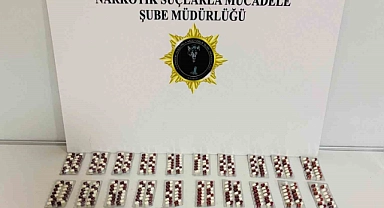 NARKOTİK SUÇLARLA MÜCADELE
ŞUBE MÜDÜRLÜĞÜ